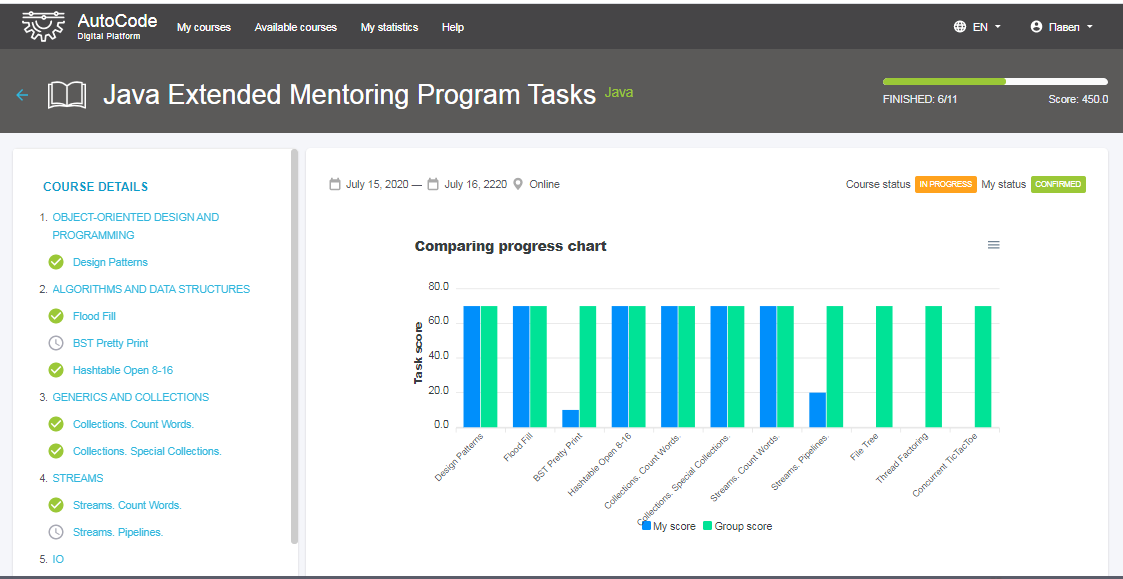 AutoCode
Digital Platform
My courses
Available courses
My statistics
Help
EN
Павел
Java Extended Mentoring Program Tasks Java
FINISHED: 6/11
Score: 450.0
COURSE DETAILS
1. OBJECT-ORIENTED DESIGN AND
PROGRAMMING
Design Patterns
2. ALGORITHMS AND DATA STRUCTURES
Flood Fill
BST Pretty Print
Hashtable Open 8-16
3. GENERICS AND COLLECTIONS
Collections. Count Words.
Collections. Special Collections.
4. STREAMS
Streams. Count Words.
Streams. Pipelines.
5. IO
July 15, 2020 — July 16, 2220 Online
Course status IN PROGRESS My status CONFIRMED
Comparing progress chart
Task score
80.0
60.0
40.0
20.0
0.0
Design Patterns
Flood Fill
BST Pretty Print
Hashtable Open 8-16
Collections. Count Words.
Collections. Special Collections.
Streams. Count Words.
Streams. Pipelines.
File Tree
Thread Factoring
Concurrent TicTacToe
My score
Group score